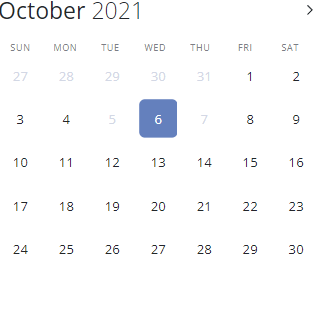 October 2021
SUN MON TUE WED THU FRI SAT
27 28 29 30 31 1 2
3 4 5 6 7 8 9
10 11 12 13 14 15 16
17 18 19 20 21 22 23
24 25 26 27 28 29 30